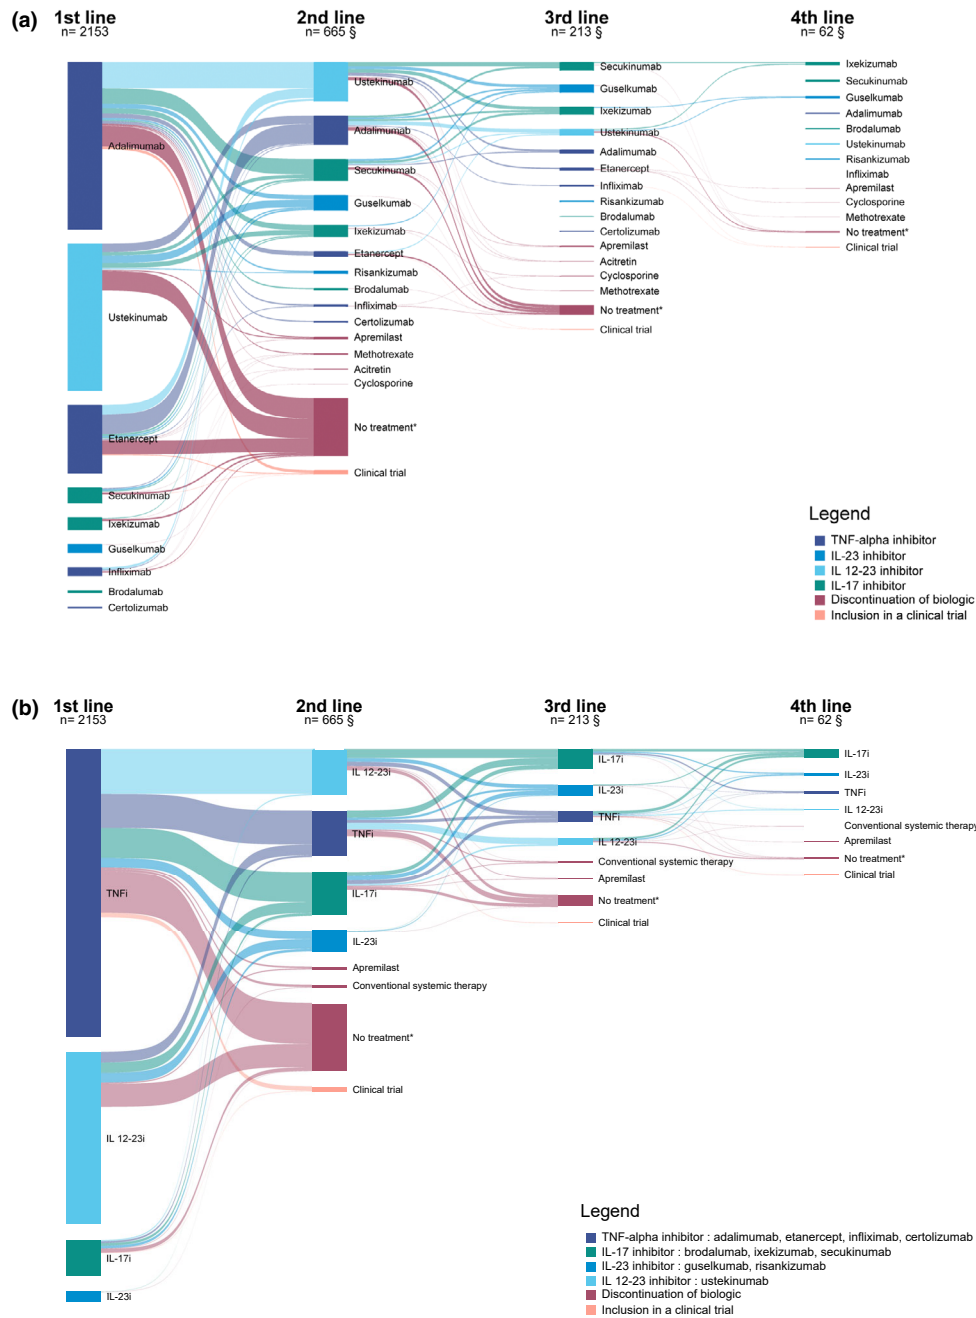 (a)
1st line
n= 2153
2nd line
n= 665 §
3rd line
n= 213 §
4th line
n= 62 §
Adalimumab
Ustekinumab
Etanercept
Secukinumab
Ixekizumab
Guselkumab
Infliximab
Brodalumab
Certolizumab
Ustekinumab
Adalimumab
Secukinumab
Guselkumab
Ixekizumab
Etanercept
Risankizumab
Brodalumab
Infliximab
Certolizumab
Apremilast
Methotrexate
Acitretin
Cyclosporine
No treatment*
Clinical trial
Secukinumab
Guselkumab
Ixekizumab
Ustekinumab
Adalimumab
Etanercept
Infliximab
Risankizumab
Brodalumab
Certolizumab
Apremilast
Acitretin
Cyclosporine
Methotrexate
No treatment*
Clinical trial
Ixekizumab
Secukinumab
Guselkumab
Adalimumab
Brodalumab
Ustekinumab
Risankizumab
Infliximab
Apremilast
Cyclosporine
Methotrexate
No treatment*
Clinical trial
Legend
TNF-alpha inhibitor
IL-23 inhibitor
IL 12-23 inhibitor
IL-17 inhibitor
Discontinuation of biologic
Inclusion in a clinical trial
(b)
1st line
n= 2153
2nd line
n= 665 §
3rd line
n= 213 §
4th line
n= 62 §
TNFi
IL 12-23i
IL-17i
IL-23i
IL 12-23i
TNFi
IL-17i
IL-23i
Apremilast
Conventional systemic therapy
No treatment*
Clinical trial
IL-17i
IL-23i
TNFi
IL 12-23i
Conventional systemic therapy
Apremilast
No treatment*
Clinical trial
IL-17i
IL-23i
TNFi
IL 12-23i
Conventional systemic therapy
Apremilast
No treatment*
Clinical trial
Legend
TNF-alpha inhibitor : adalimumab, etanercept, infliximab, certolizumab
IL-17 inhibitor : brodalumab, ixekizumab, secukinumab
IL-23 inhibitor : guselkumab, risankizumab
IL 12-23 inhibitor : ustekinumab
Discontinuation of biologic
Inclusion in a clinical trial